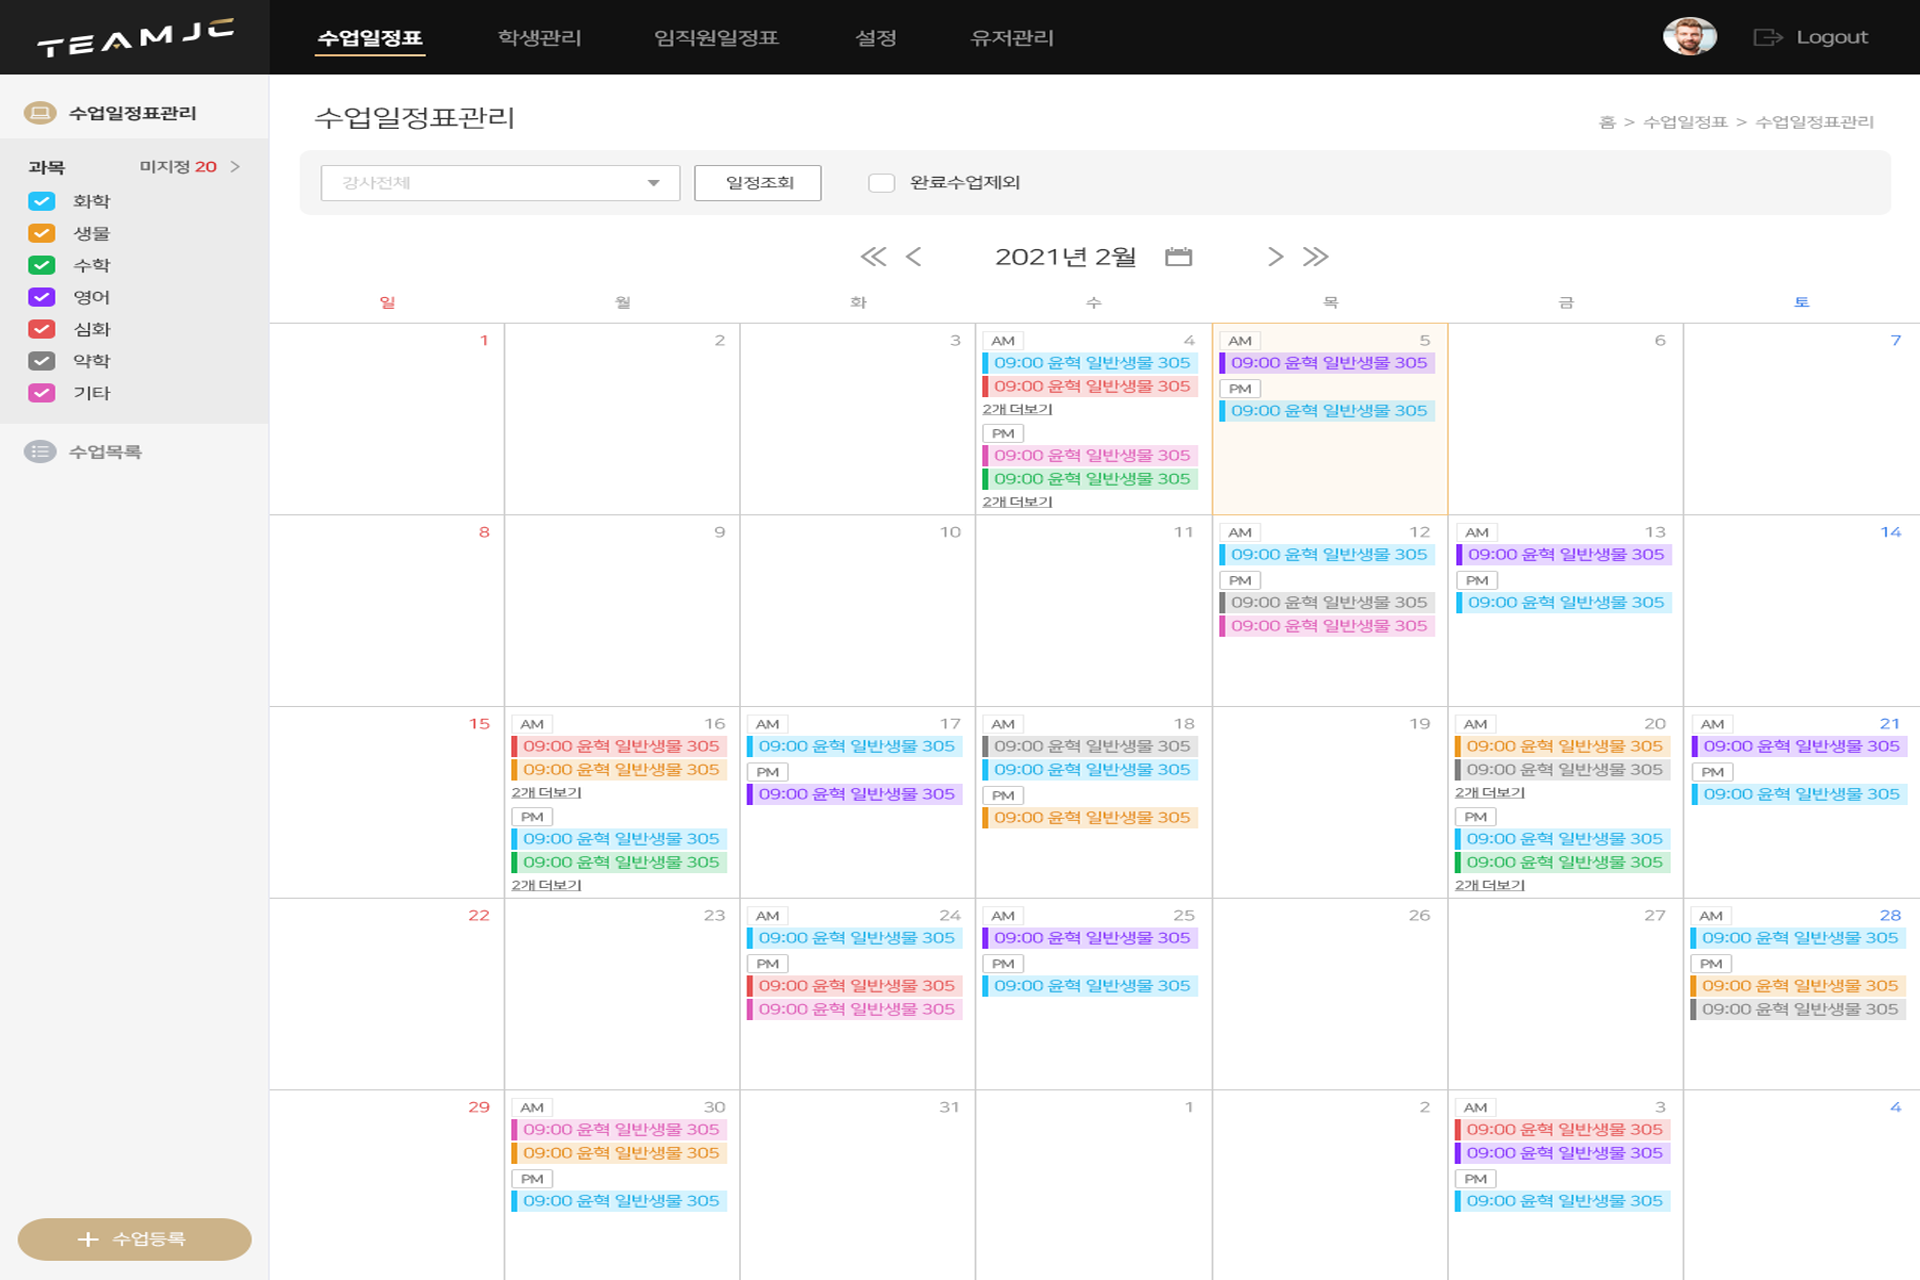 TEAMJC 수업일정표 학생관리 임직원일정표 설정 유저관리 Logout
수업일정표관리
과목 미지정 20 >
화학
생물
수학
영어
심화
약학
기타
수업목록
+ 수업등록
수업일정표관리
홈 > 수업일정표 > 수업일정표관리
강사전체 일정조회 완료수업제외
2021년 2월
일 월 화 수 목 금 토
1
2
3
AM 4
09:00 윤혁 일반생물 305
09:00 윤혁 일반생물 305
2개 더보기
PM
09:00 윤혁 일반생물 305
09:00 윤혁 일반생물 305
2개 더보기
AM 5
09:00 윤혁 일반생물 305
PM
09:00 윤혁 일반생물 305
6
7
8
9
10
11
AM 12
09:00 윤혁 일반생물 305
PM
09:00 윤혁 일반생물 305
09:00 윤혁 일반생물 305
AM 13
09:00 윤혁 일반생물 305
PM
09:00 윤혁 일반생물 305
14
15
AM 16
09:00 윤혁 일반생물 305
09:00 윤혁 일반생물 305
2개 더보기
PM
09:00 윤혁 일반생물 305
09:00 윤혁 일반생물 305
2개 더보기
AM 17
09:00 윤혁 일반생물 305
PM
09:00 윤혁 일반생물 305
AM 18
09:00 윤혁 일반생물 305
09:00 윤혁 일반생물 305
PM
09:00 윤혁 일반생물 305
19
AM 20
09:00 윤혁 일반생물 305
09:00 윤혁 일반생물 305
2개 더보기
PM
09:00 윤혁 일반생물 305
09:00 윤혁 일반생물 305
2개 더보기
AM 21
09:00 윤혁 일반생물 305
PM
09:00 윤혁 일반생물 305
22
23
AM 24
09:00 윤혁 일반생물 305
PM
09:00 윤혁 일반생물 305
09:00 윤혁 일반생물 305
AM 25
09:00 윤혁 일반생물 305
PM
09:00 윤혁 일반생물 305
26
27
AM 28
09:00 윤혁 일반생물 305
PM
09:00 윤혁 일반생물 305
09:00 윤혁 일반생물 305
29
AM 30
09:00 윤혁 일반생물 305
09:00 윤혁 일반생물 305
PM
09:00 윤혁 일반생물 305
31
1
2
AM 3
09:00 윤혁 일반생물 305
09:00 윤혁 일반생물 305
PM
09:00 윤혁 일반생물 305
4